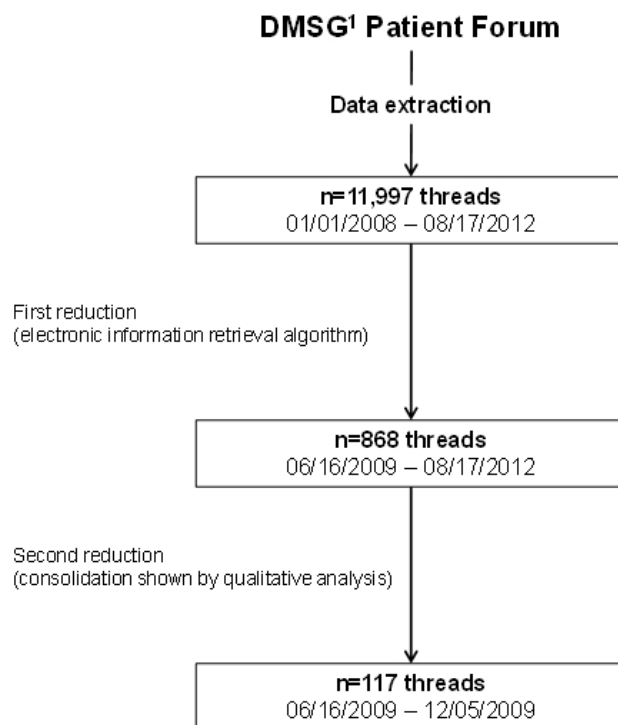 DMSG¹ Patient Forum
Data extraction
n=11,997 threads
01/01/2008 – 08/17/2012
First reduction
(electronic information retrieval algorithm)
n=868 threads
06/16/2009 – 08/17/2012
Second reduction
(consolidation shown by qualitative analysis)
n=117 threads
06/16/2009 – 12/05/2009